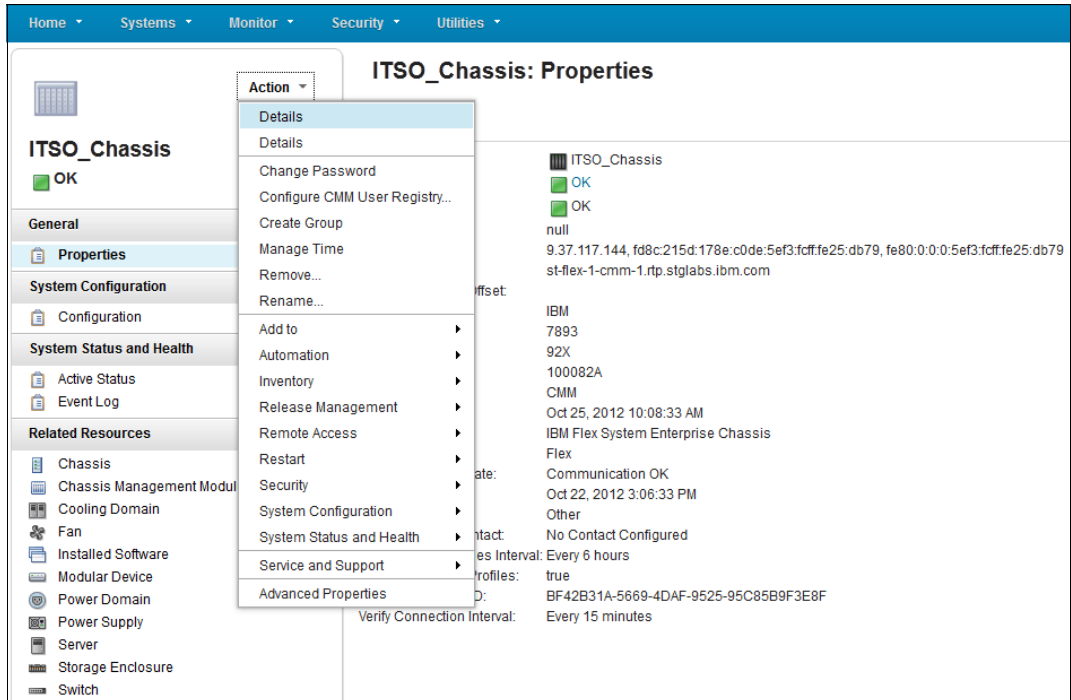 Home Systems Monitor Security Utilities
ITSO_Chassis
OK
General
Properties
System Configuration
Configuration
System Status and Health
Active Status
Event Log
Related Resources
Chassis
Chassis Management Modul
Cooling Domain
Fan
Installed Software
Modular Device
Power Domain
Power Supply
Server
Storage Enclosure
Switch
Action
Details
Details
Change Password
Configure CMM User Registry...
Create Group
Manage Time
Remove...
Rename...
Add to
Automation
Inventory
Release Management
Remote Access
Restart
Security
System Configuration
System Status and Health
Service and Support
Advanced Properties
ITSO_Chassis: Properties
ITSO_Chassis
OK
OK
null
9.37.117.144, fd8c:215d:178e:c0de:5ef3:fcff:fe25:db79, fe80:0:0:0:5ef3:fcff:fe25:db79
st-flex-1-cmm-1.rtp.stglabs.ibm.com
ffset:
IBM
7893
92X
100082A
CMM
Oct 25, 2012 10:08:33 AM
IBM Flex System Enterprise Chassis
Flex
ate: Communication OK
Oct 22, 2012 3:06:33 PM
Other
ntact: No Contact Configured
es Interval: Every 6 hours
rofiles: true
D: BF42B31A-5669-4DAF-9525-95C85B9F3E8F
Verify Connection Interval: Every 15 minutes